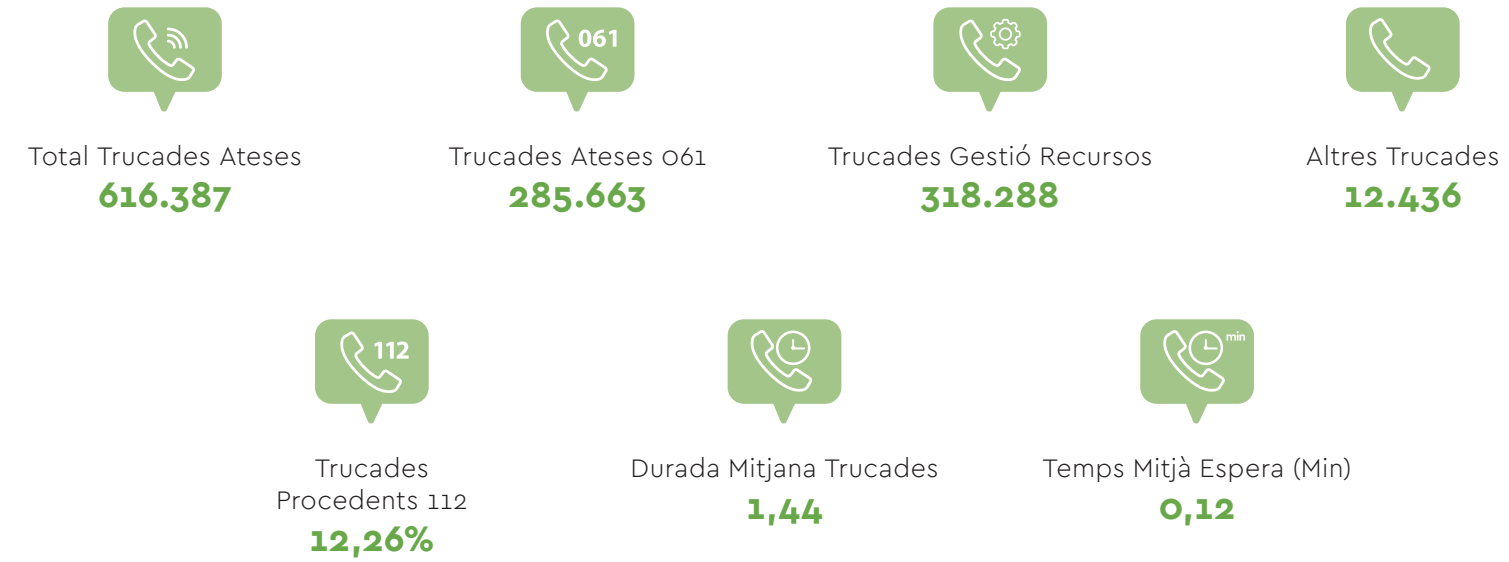 061
Total Trucades Ateses
616.387
Trucades Ateses 061
285.663
Trucades Gestió Recursos
318.288
Altres Trucades
12.436
112
Trucades
Procedents 112
12,26%
Durada Mitjana Trucades
1,44
min
Temps Mitjà Espera (Min)
0,12